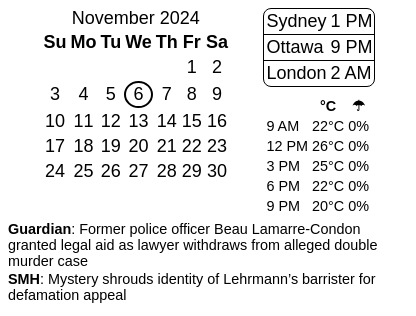 November 2024
Su Mo Tu We Th Fr Sa
1 2
3 4 5 6 7 8 9
10 11 12 13 14 15 16
17 18 19 20 21 22 23
24 25 26 27 28 29 30
Sydney 1 PM
Ottawa 9 PM
London 2 AM
°C ☂
9 AM 22°C 0%
12 PM 26°C 0%
3 PM 25°C 0%
6 PM 22°C 0%
9 PM 20°C 0%
Guardian: Former police officer Beau Lamarre-Condon
granted legal aid as lawyer withdraws from alleged double
murder case
SMH: Mystery shrouds identity of Lehrmann’s barrister for
defamation appeal